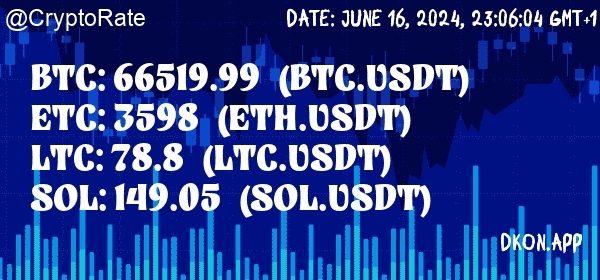 @CryptoRate
DATE: JUNE 16, 2024, 23:06:04 GMT+1
BTC: 66519.99 (BTC.USDT)
ETC: 3598 (ETH.USDT)
LTC: 78.8 (LTC.USDT)
SOL: 149.05 (SOL.USDT)
DKON.APP